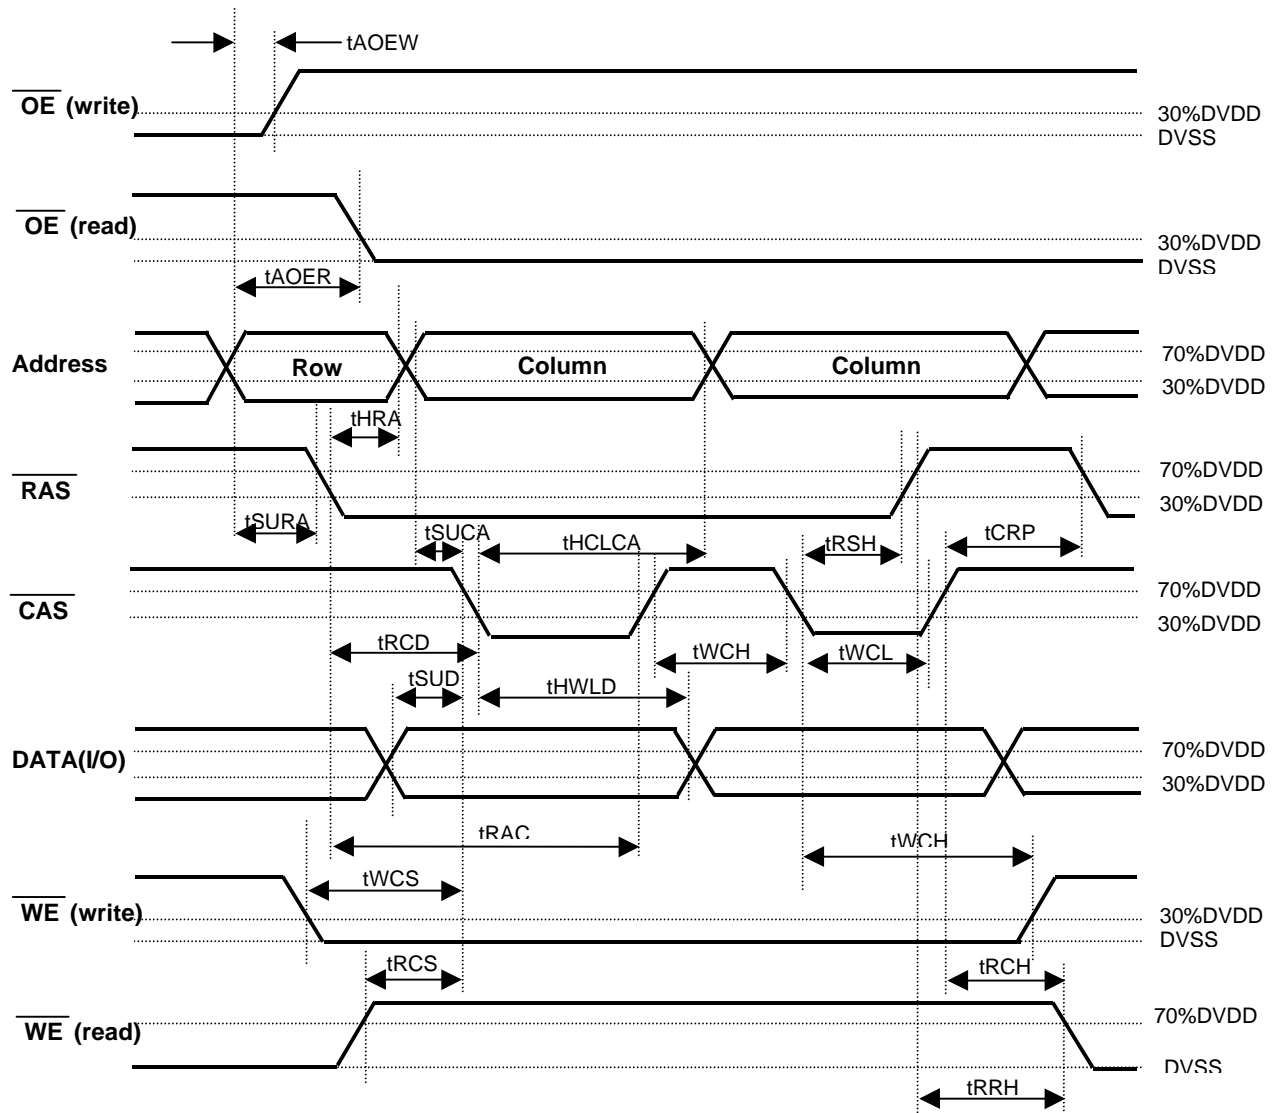 tAOEW
OE (write)
30%DVDD
DVSS
OE (read)
30%DVDD
DVSS
tAOER
Address
Row
Column
Column
70%DVDD
30%DVDD
tHRA
RAS
70%DVDD
30%DVDD
tSURA
tSUCA
tHCLCA
tRSH
tCRP
CAS
70%DVDD
30%DVDD
tRCD
tWCH
tWCL
tSUD
tHWLD
DATA(I/O)
70%DVDD
30%DVDD
tRAC
tWCH
tWCS
WE (write)
30%DVDD
DVSS
tRCS
tRCH
WE (read)
70%DVDD
DVSS
tRRH